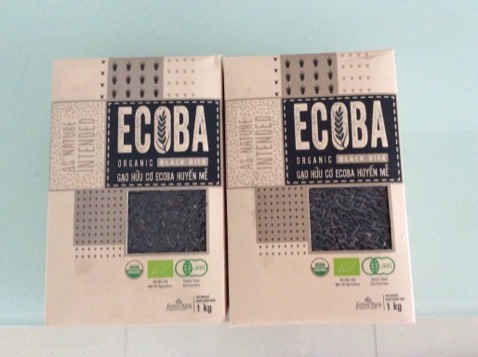 AS NATURE
INTENDED
ECOBA
ORGANIC BLACK RICE
GẠO HỮU CƠ ECOBA HUYỀN MỄ
1 kg
AS NATURE
INTENDED
ECOBA
ORGANIC BLACK RICE
GẠO HỮU CƠ ECOBA HUYỀN MỄ
1 kg